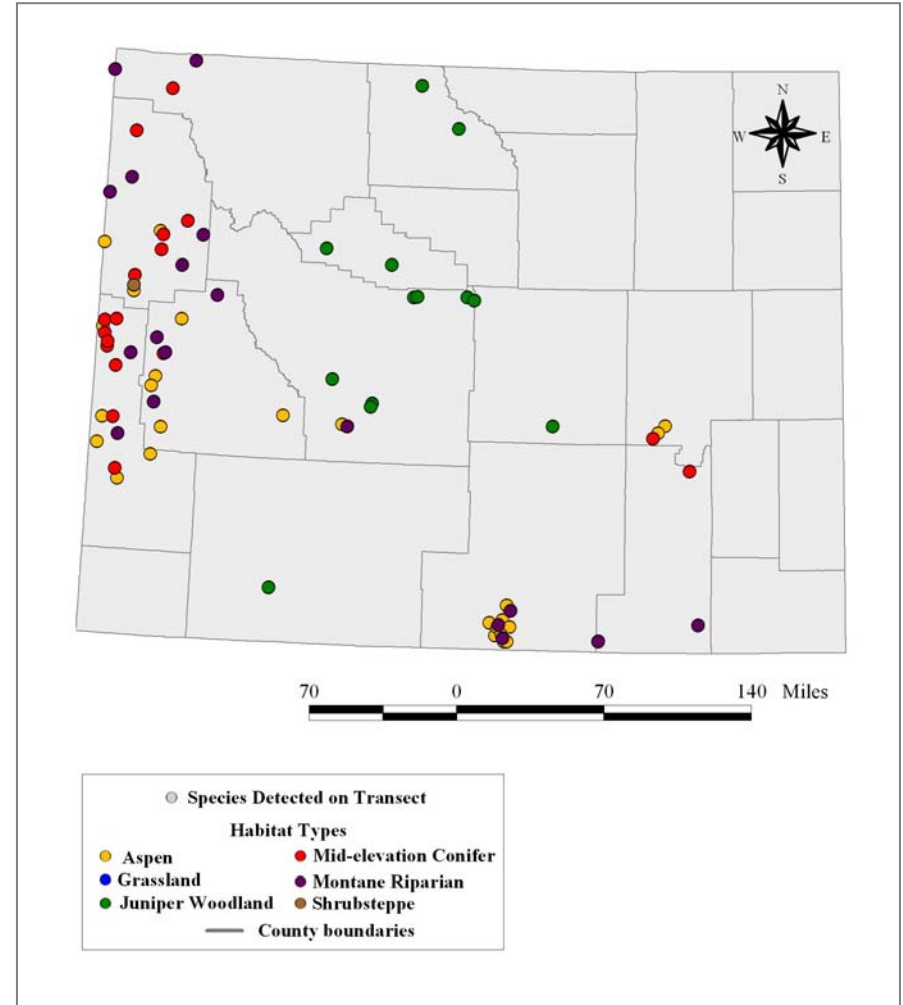 N
W E
S
70 0 70 140 Miles
Species Detected on Transect
Habitat Types
Aspen Mid-elevation Conifer
Grassland Montane Riparian
Juniper Woodland Shrubsteppe
County boundaries